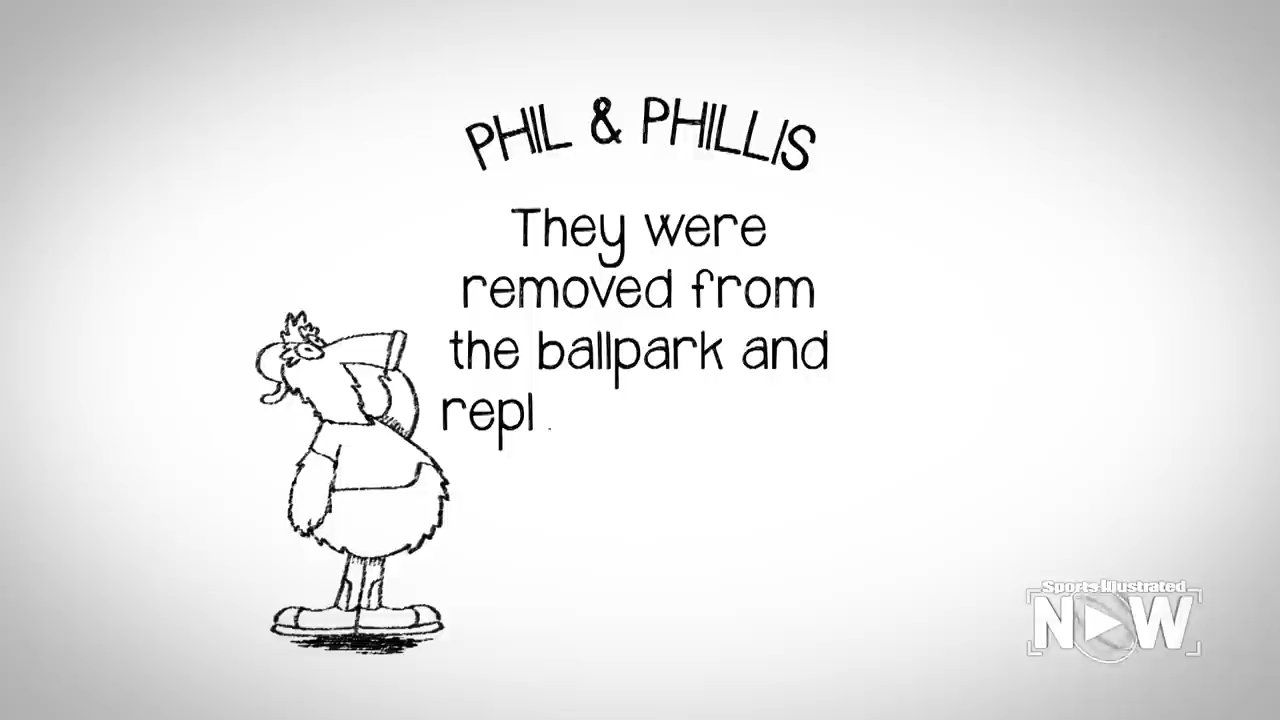 PHIL & PHILLIS
They were
removed from
the ballpark and
repl
Sports Illustrated
NOW